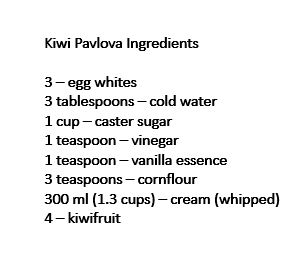 Kiwi Pavlova Ingredients
3 – egg whites
3 tablespoons – cold water
1 cup – caster sugar
1 teaspoon – vinegar
1 teaspoon – vanilla essence
3 teaspoons – cornflour
300 ml (1.3 cups) – cream (whipped)
4 – kiwifruit